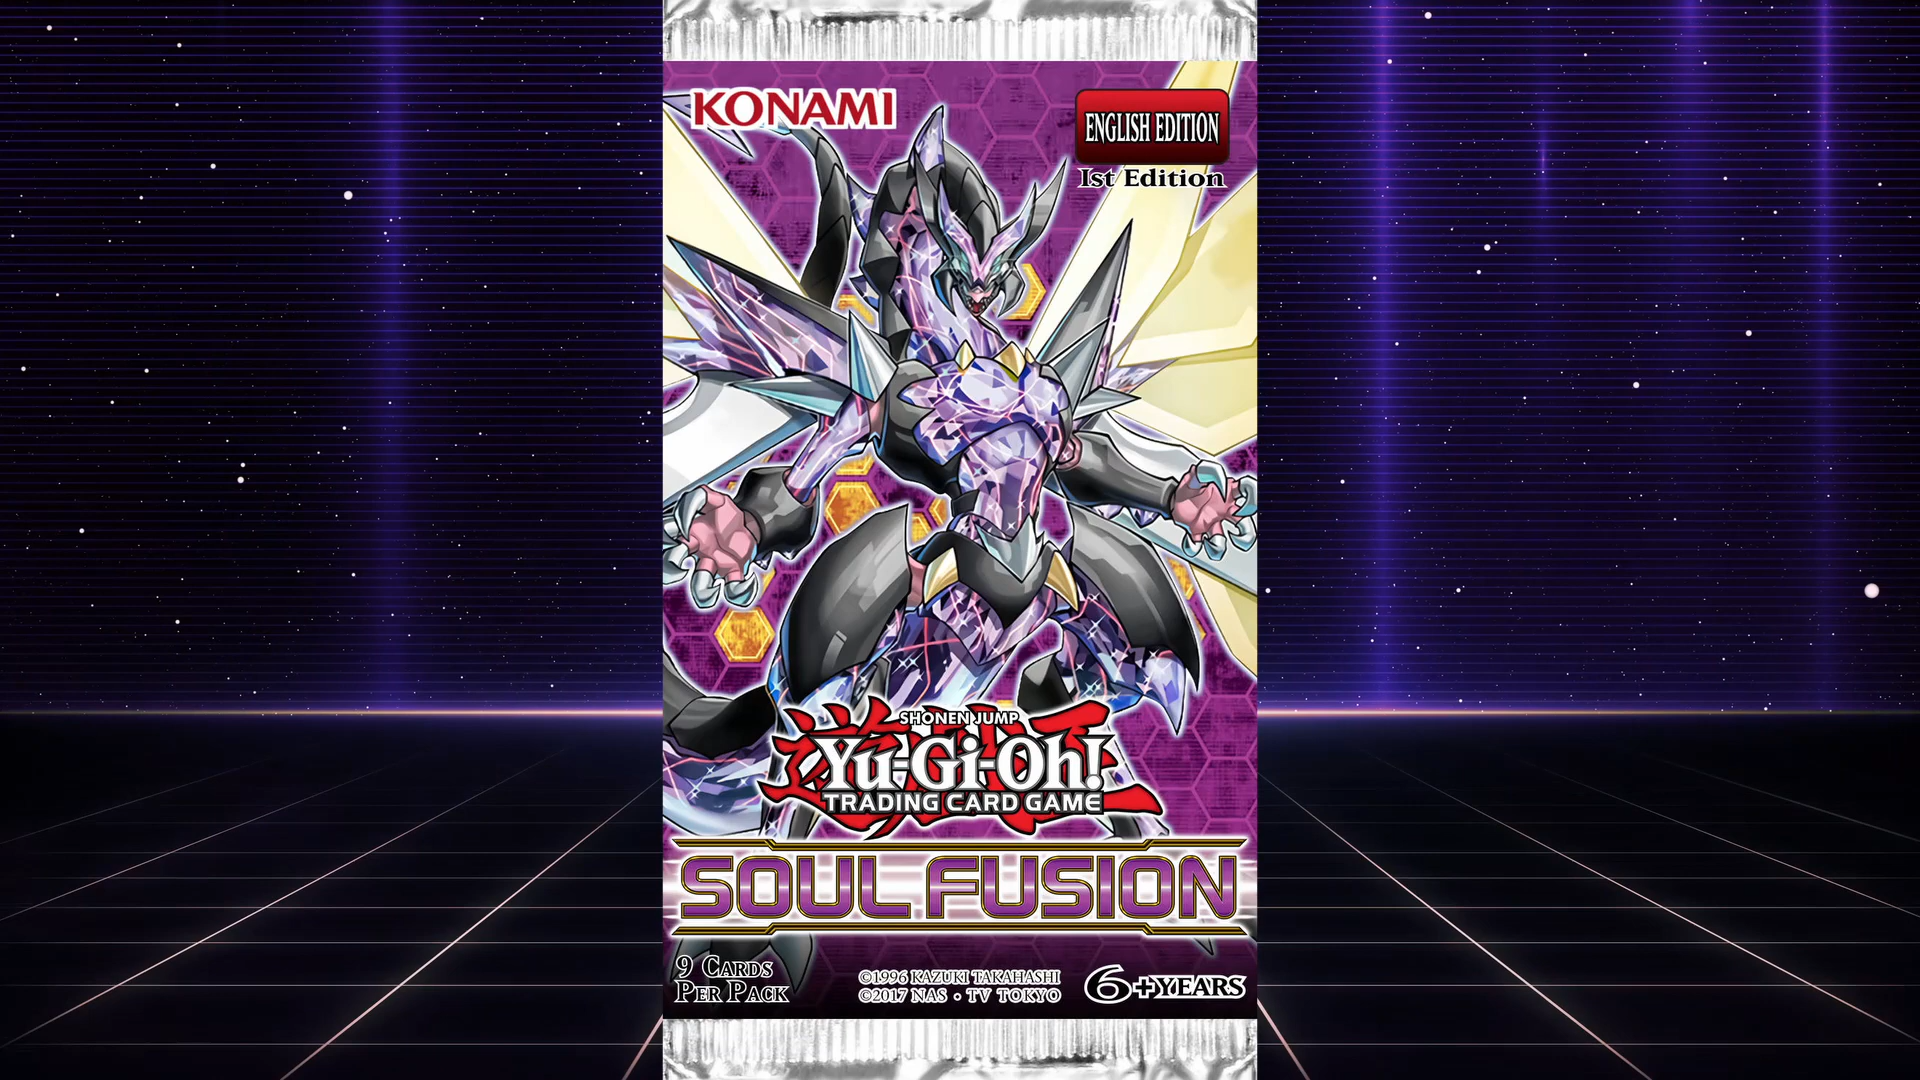 KONAMI
ENGLISH EDITION
1st Edition
SHONEN JUMP
Yu-Gi-Oh!
TRADING CARD GAME
SOUL FUSION
9 CARDS
PER PACK
©1996 KAZUKI TAKAHASHI
©2017 NAS • TV TOKYO
6+YEARS